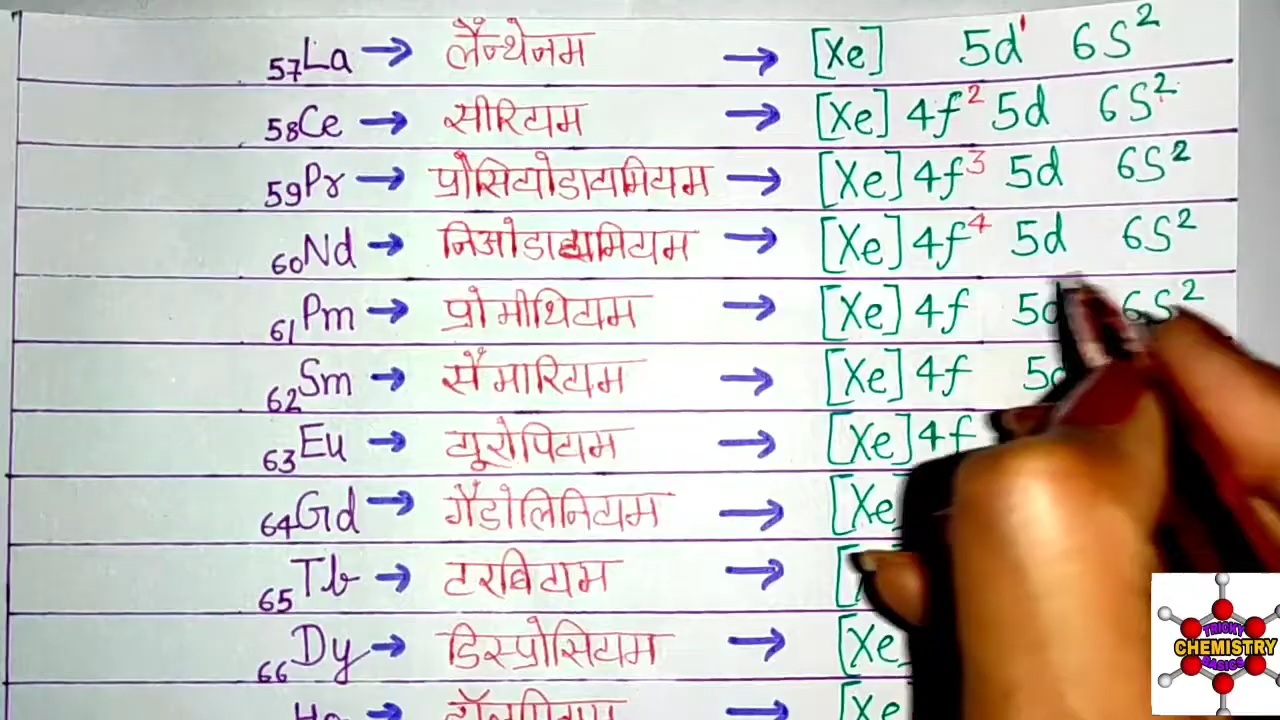 57La → लैन्थेनम → [Xe] 5d¹ 6S²
58Ce → सीरियम → [Xe] 4f² 5d 6S²
59Pr → प्रौसियोडायमियम → [Xe] 4f³ 5d 6S²
60Nd → निओडाyमियम → [Xe] 4f⁴ 5d 6S²
61Pm → प्रोमीथियम → [Xe] 4f 5d 6S²
62Sm → सैमारियम → [Xe] 4f 5d
63Eu → यूरोपियम → [Xe] 4f
64Gd → गैडोलिनियम → [Xe]
65Tb → टरबियम → [
66Dy → डिस्प्रोसियम → [Xe]
TRICKY
CHEMISTRY
BASICS